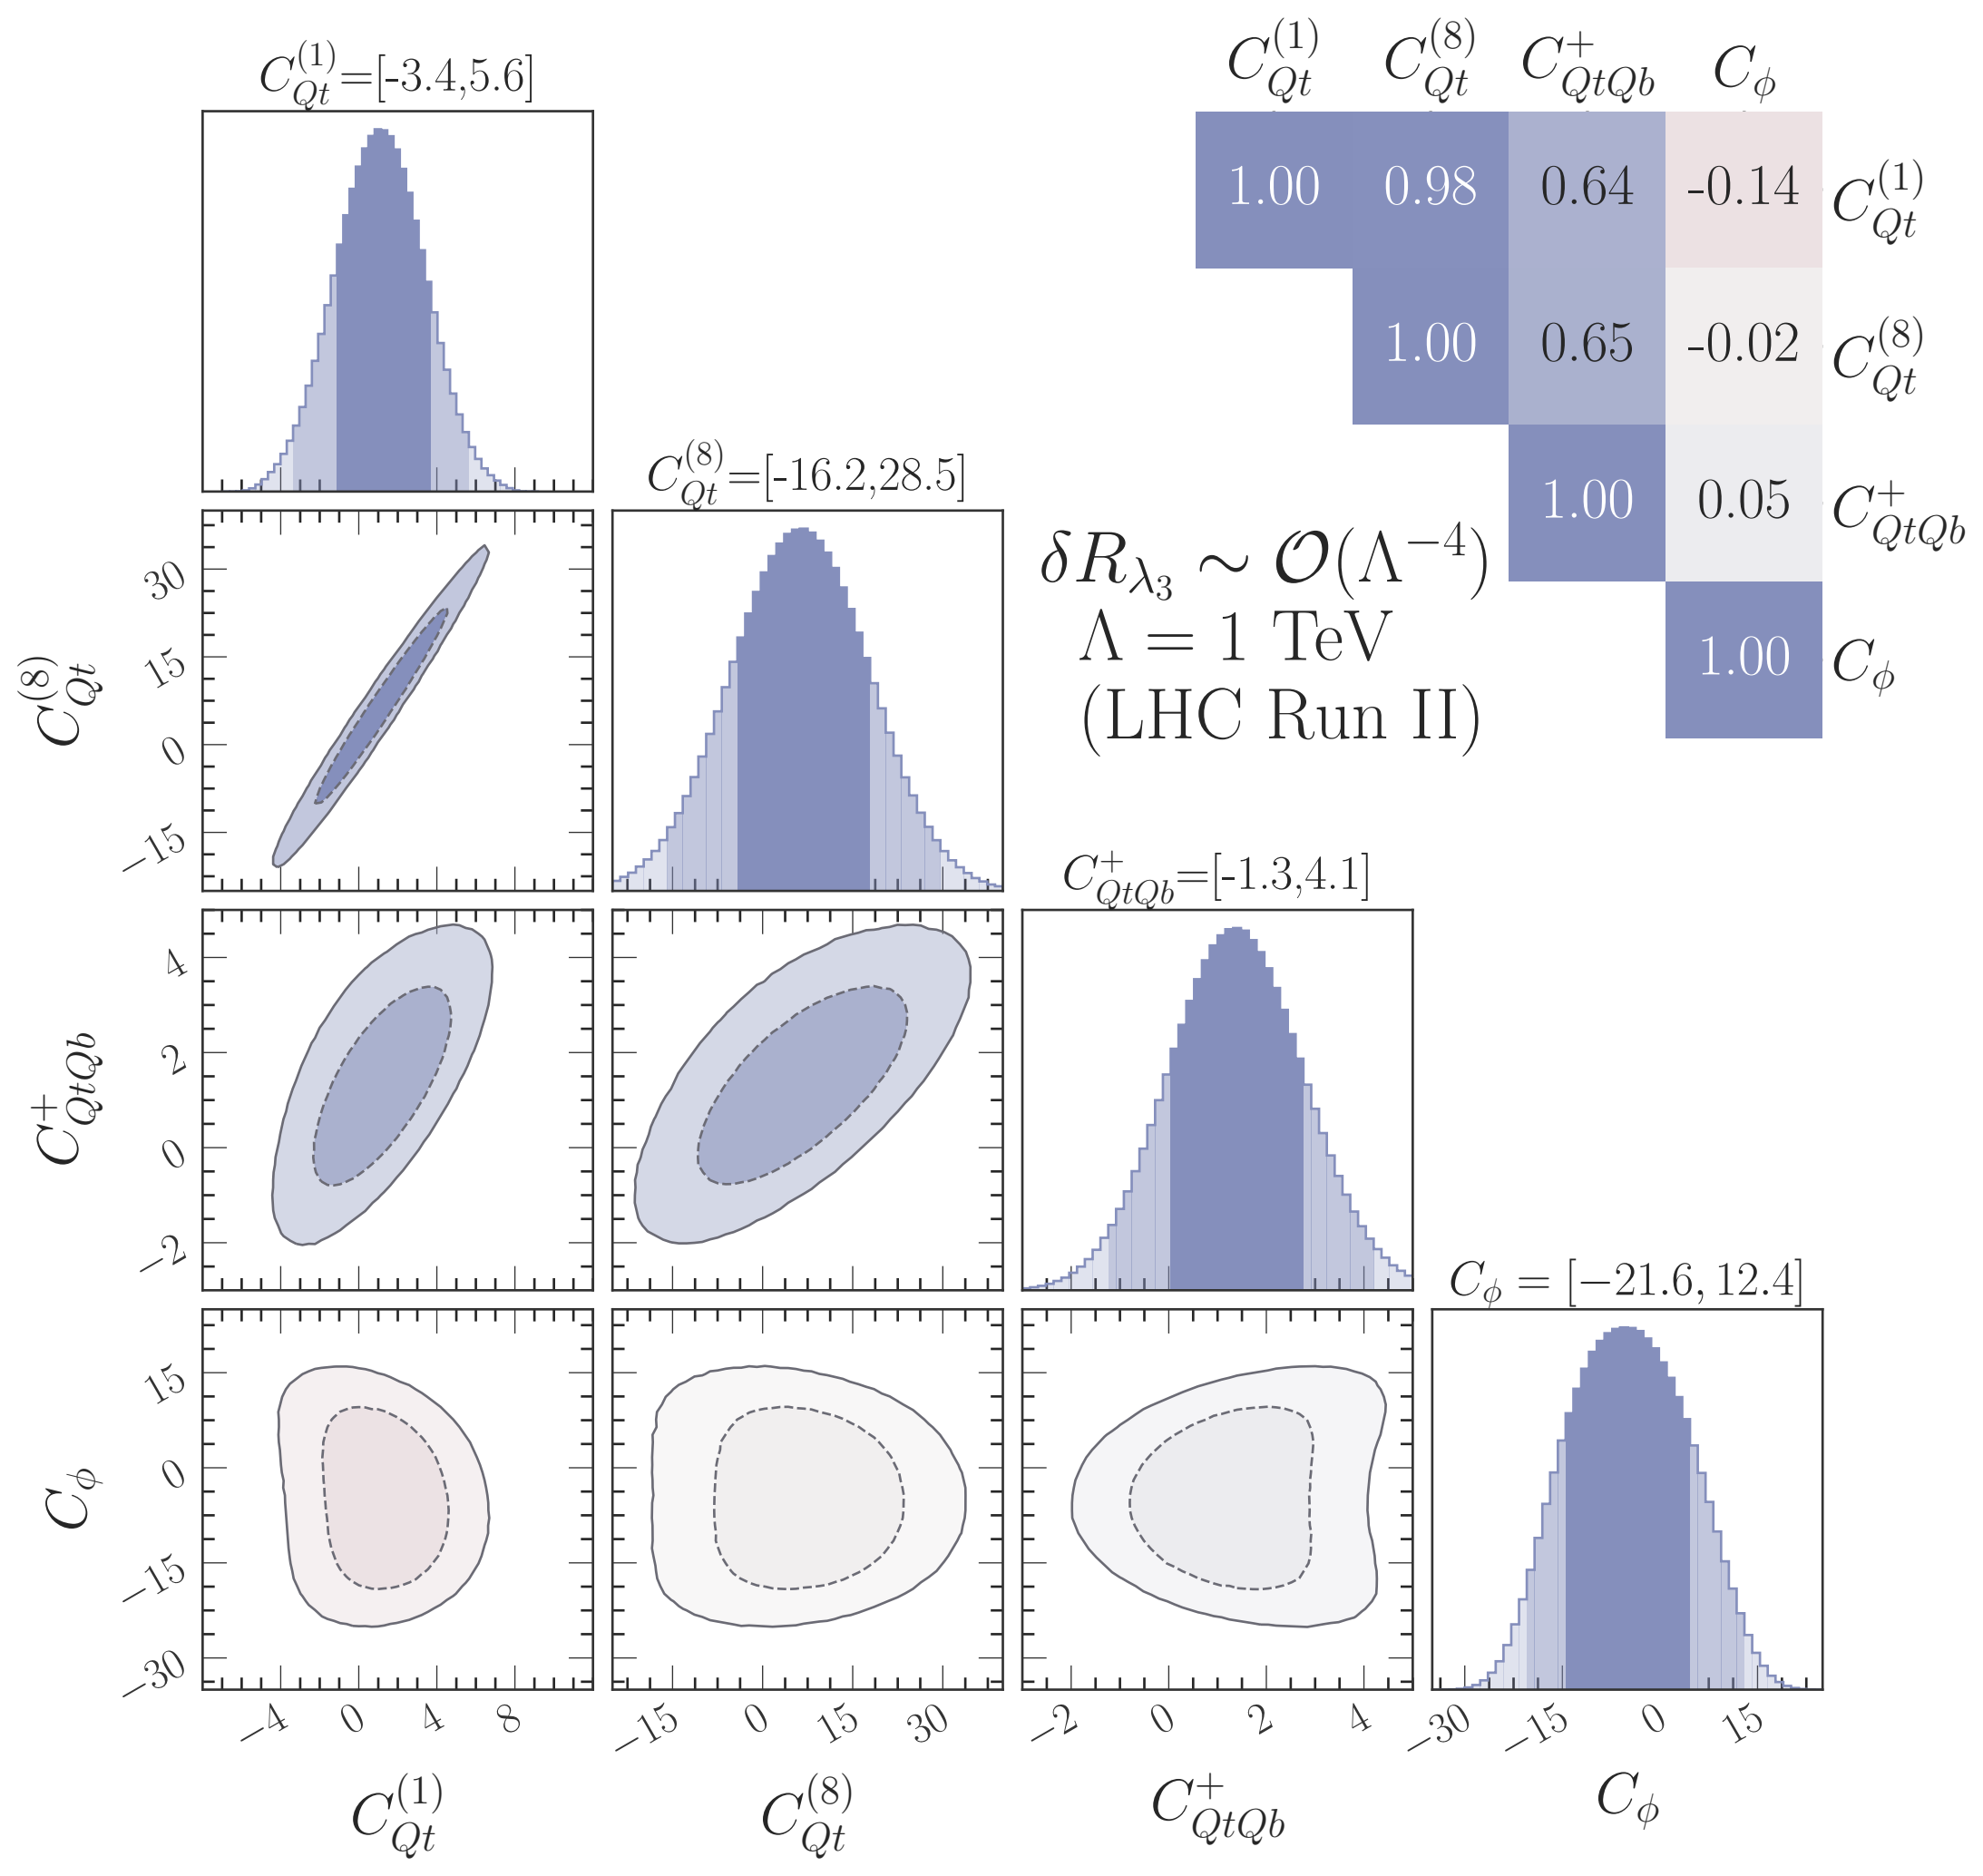 C_{Qt}^{(1)}=[-3.4,5.6]
C_{Qt}^{(1)} C_{Qt}^{(8)} C_{QtQb}^{+} C_ϕ
1.00 0.98 0.64 -0.14 C_{Qt}^{(1)}
1.00 0.65 -0.02 C_{Qt}^{(8)}
1.00 0.05 C_{QtQb}^{+}
1.00 C_ϕ
C_{Qt}^{(8)}=[-16.2,28.5]
δR_{λ_3} ∼ 𝒪(Λ^{−4})
Λ = 1 TeV
(LHC Run II)
C_{Qt}^{(8)}
30
15
0
−15
C_{QtQb}^{+}=[-1.3,4.1]
C_{QtQb}^{+}
4
2
0
−2
C_ϕ = [−21.6, 12.4]
C_ϕ
15
0
−15
−30
−4 0 4 8
−15 0 15 30
−2 0 2 4
−30 −15 0 15
C_{Qt}^{(1)}
C_{Qt}^{(8)}
C_{QtQb}^{+}
C_ϕ